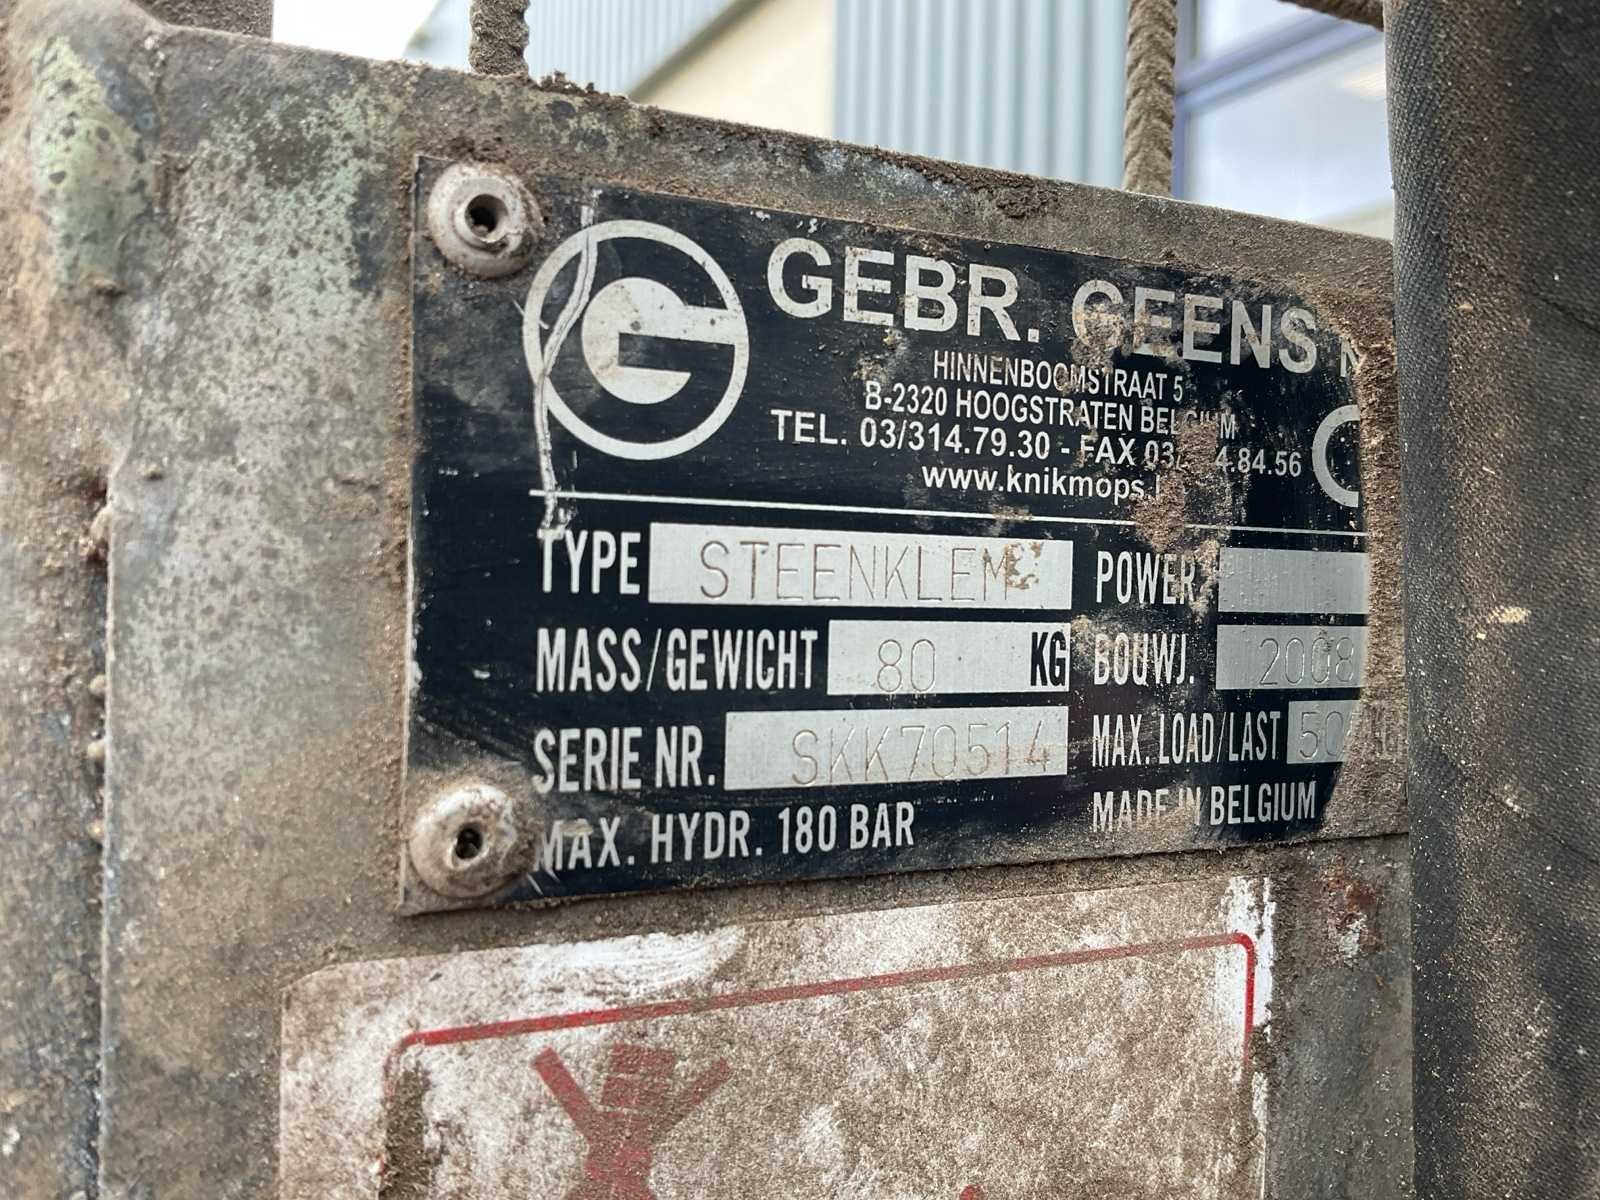 G
GEBR. GEENS
HINNENBOOMSTRAAT 5
B-2320 HOOGSTRATEN BELGIUM
TEL. 03/314.79.30 - FAX
www.knikmops.
TYPE STEENKLEM POWER
MASS/GEWICHT 80 KG BOUWJ. 2008
SERIE NR. SKK70514 MAX. LOAD/LAST
MAX. HYDR. 180 BAR MADE IN BELGIUM